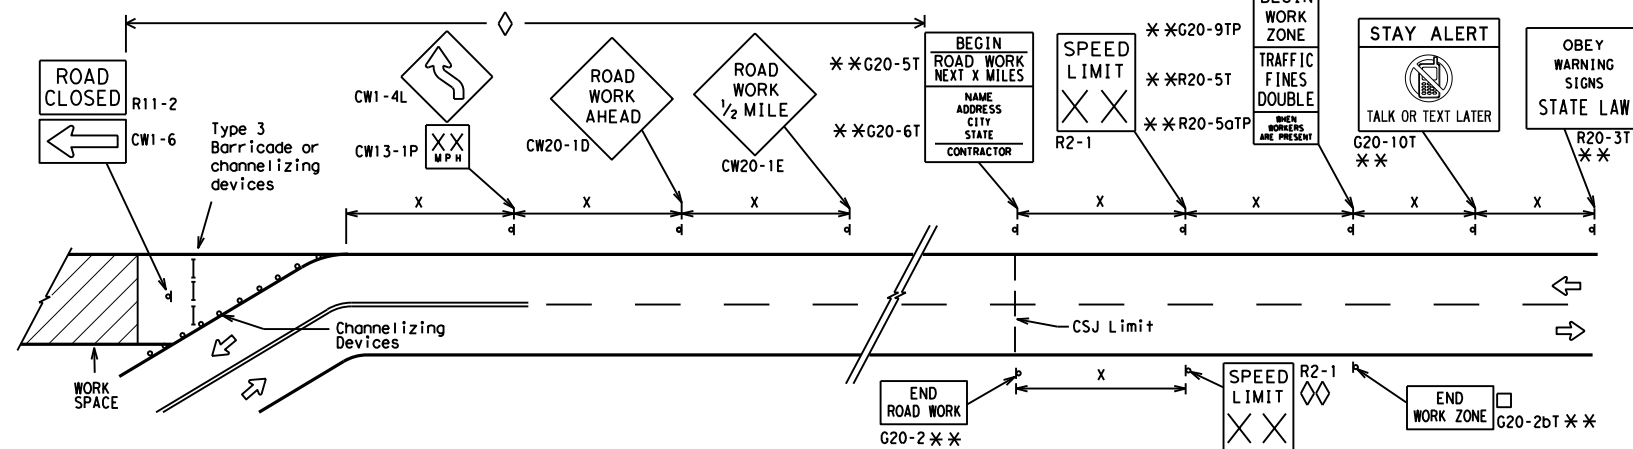 ROAD
CLOSED
R11-2
CW1-6
Type 3
Barricade or
channelizing
devices
CW1-4L
XX
MPH
CW13-1P
ROAD
WORK
AHEAD
CW20-1D
ROAD
WORK
1/2 MILE
CW20-1E
**G20-5T
BEGIN
ROAD WORK
NEXT X MILES
**G20-6T
NAME
ADDRESS
CITY
STATE
CONTRACTOR
SPEED
LIMIT
XX
R2-1
**G20-9TP
BEGIN
WORK
ZONE
**R20-5T
TRAFFIC
FINES
DOUBLE
**R20-5aTP
WHEN
WORKERS
ARE PRESENT
STAY ALERT
TALK OR TEXT LATER
G20-10T
**
OBEY
WARNING
SIGNS
STATE LAW
R20-3T
**
X
X
X
X
X
X
X
Channelizing
Devices
WORK
SPACE
CSJ Limit
X
END
ROAD WORK
G20-2**
SPEED
LIMIT
XX
R2-1
◇◇
END
WORK ZONE
□
G20-2bT**